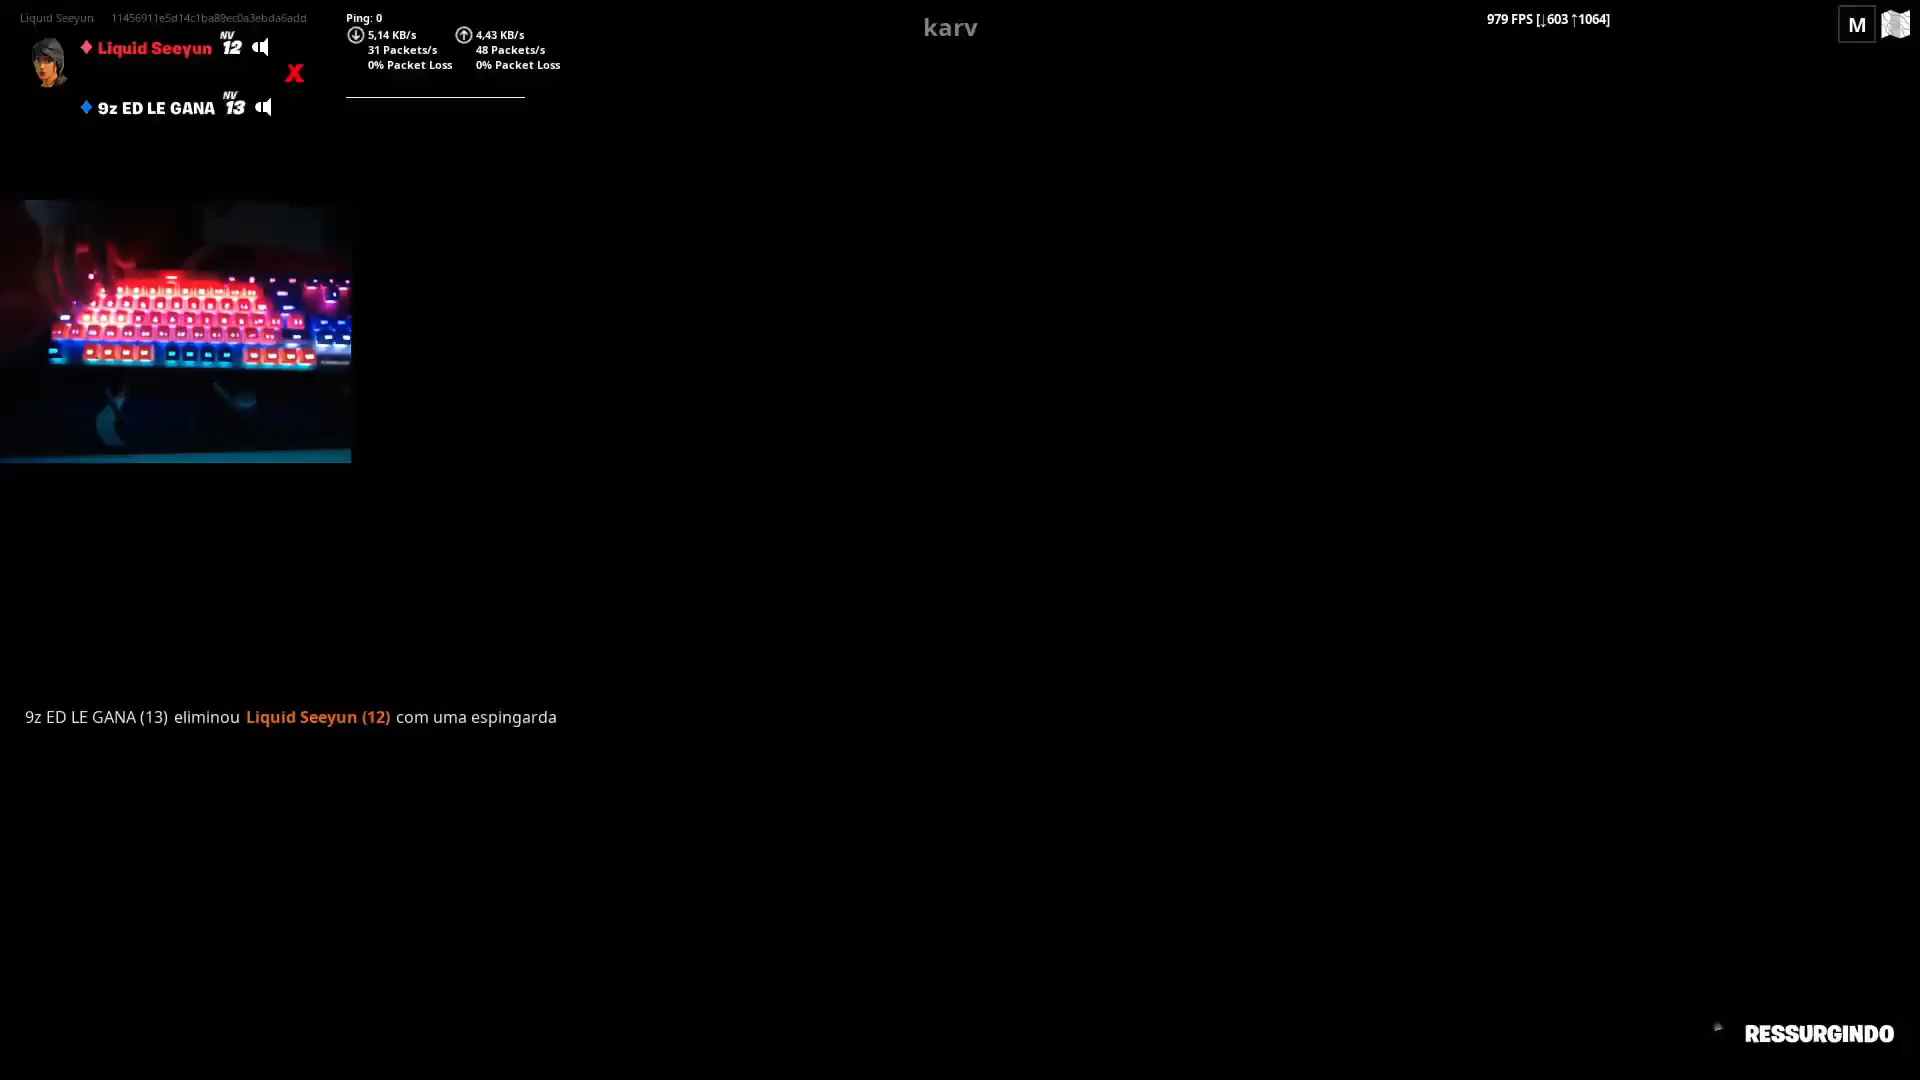 Liquid Seeyun 11456911e5d14c1ba89ec0a3ebda6add
Liquid Seeyun NV 12
X
9z ED LE GANA NV 13
Ping: 0
5,14 KB/s 4,43 KB/s
31 Packets/s 48 Packets/s
0% Packet Loss 0% Packet Loss
karv
979 FPS [↓603 ↑1064]
M
9z ED LE GANA (13) eliminou Liquid Seeyun (12) com uma espingarda
RESSURGINDO